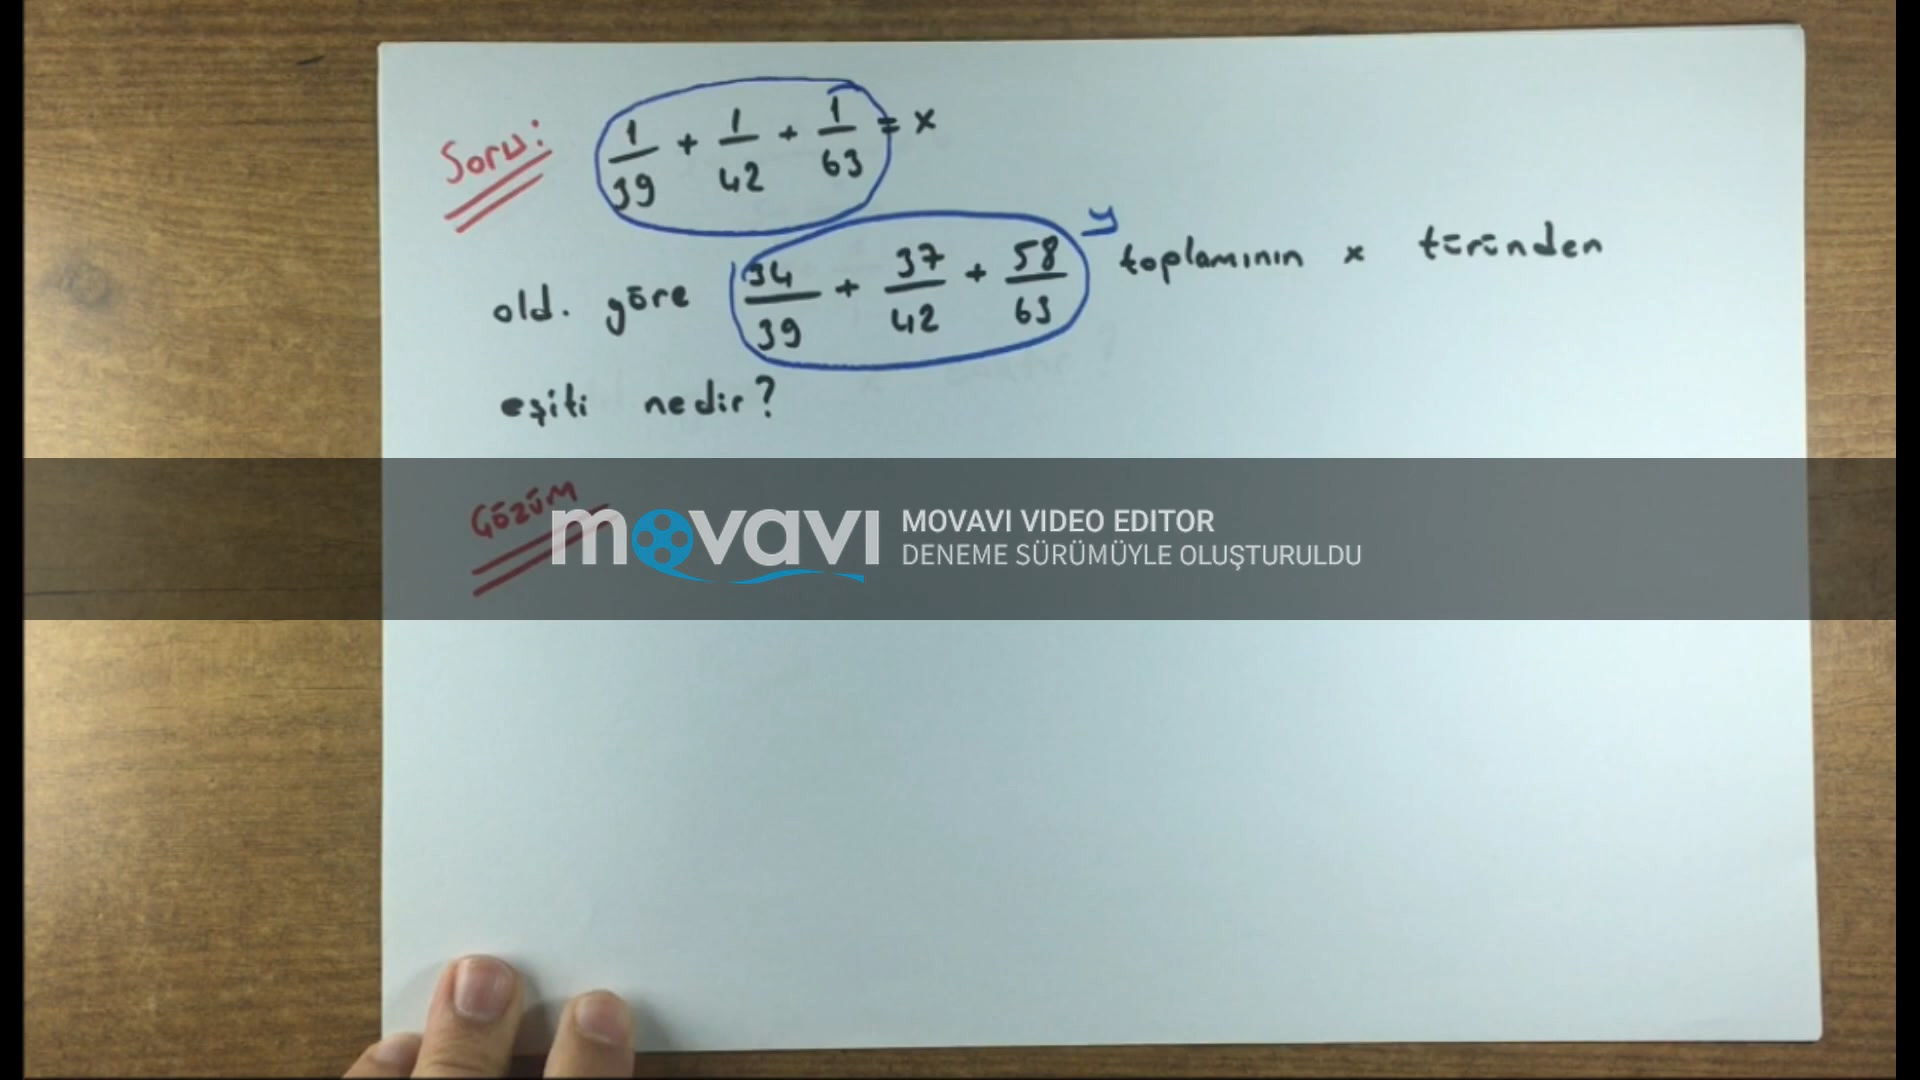 Soru: 1/39 + 1/42 + 1/63 = x
old. göre 34/39 + 37/42 + 58/63 y toplamının x türünden
eşiti nedir?
Çözüm
movavi MOVAVI VIDEO EDITOR
DENEME SÜRÜMÜYLE OLUŞTURULDU